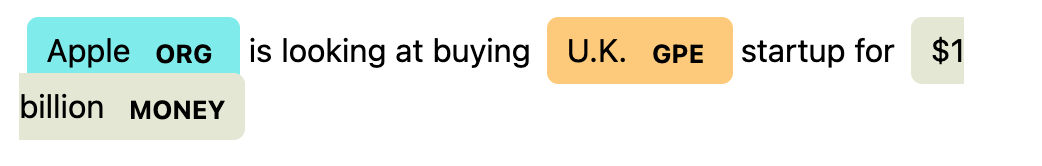 Apple ORG is looking at buying U.K. GPE startup for $1
billion MONEY